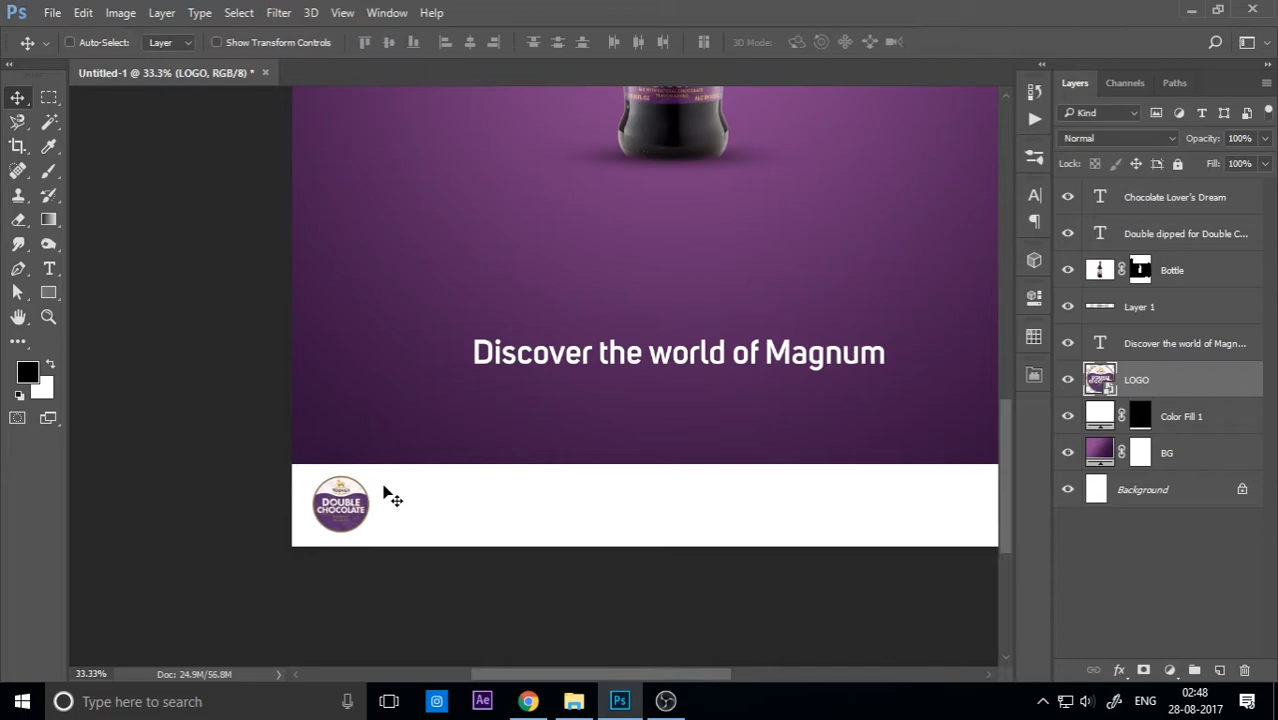 Ps File Edit Image Layer Type Select Filter 3D View Window Help
Auto-Select: Layer Show Transform Controls 3D Mode:
Untitled-1 @ 33.3% (LOGO, RGB/8) * ×
Layers Channels Paths
Kind
Normal Opacity: 100%
Lock: Fill: 100%
Chocolate Lover's Dream
Double dipped for Double C...
Bottle
Layer 1
Discover the world of Magn...
LOGO
Color Fill 1
BG
Background
Discover the world of Magnum
Magnum
DOUBLE
CHOCOLATE
33.33% Doc: 24.9M/56.8M
Type here to search
Ae Ps ENG
02:48
28-08-2017